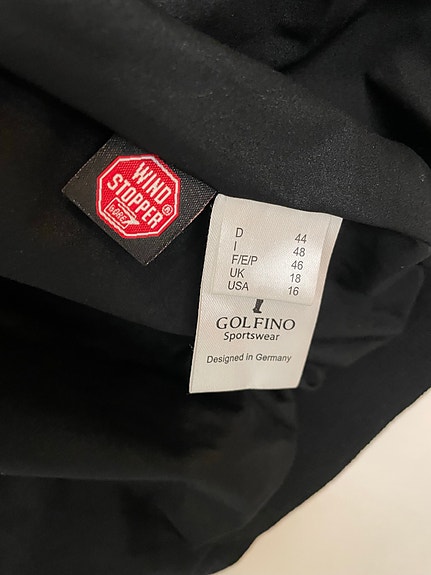 WIND
STOPPER®
GORE
D 44
I 48
F/E/P 46
UK 18
USA 16
GOLFINO
Sportswear
Designed in Germany